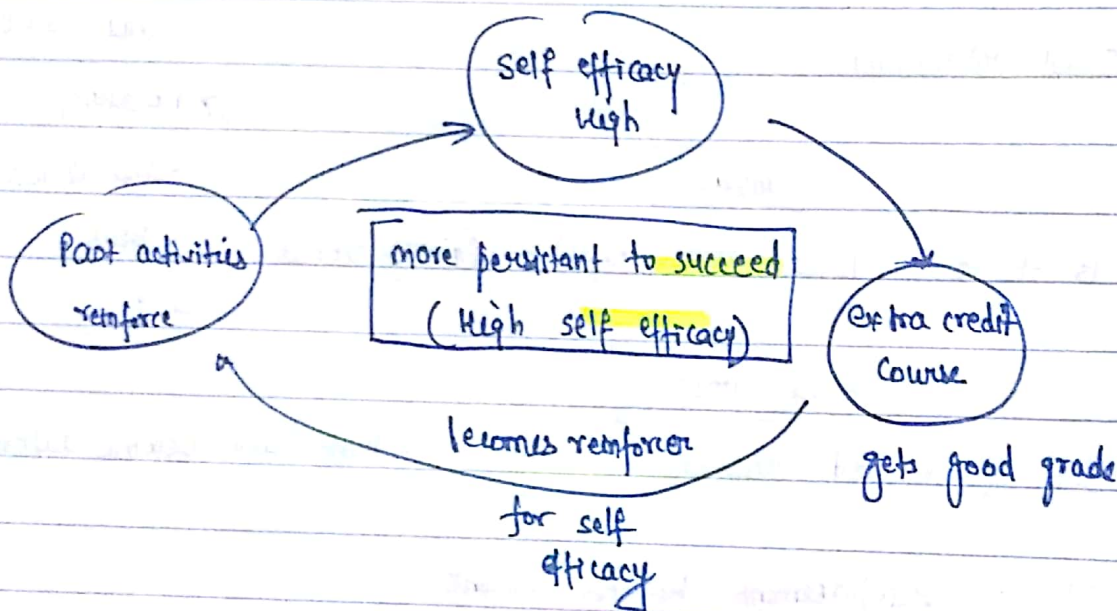 self efficacy
High
Past activities
reinforce
more persistant to succeed
(High self efficacy)
extra credit
Course
gets good grade
becomes reinforcer
for self
efficacy